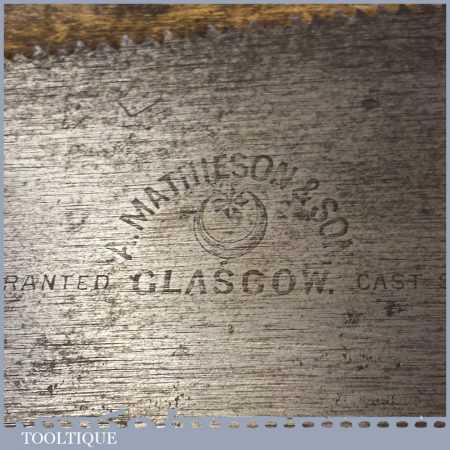 A. MATHIESON & SON
RANTED GLASGOW. CAST S
TOOLTIQUE